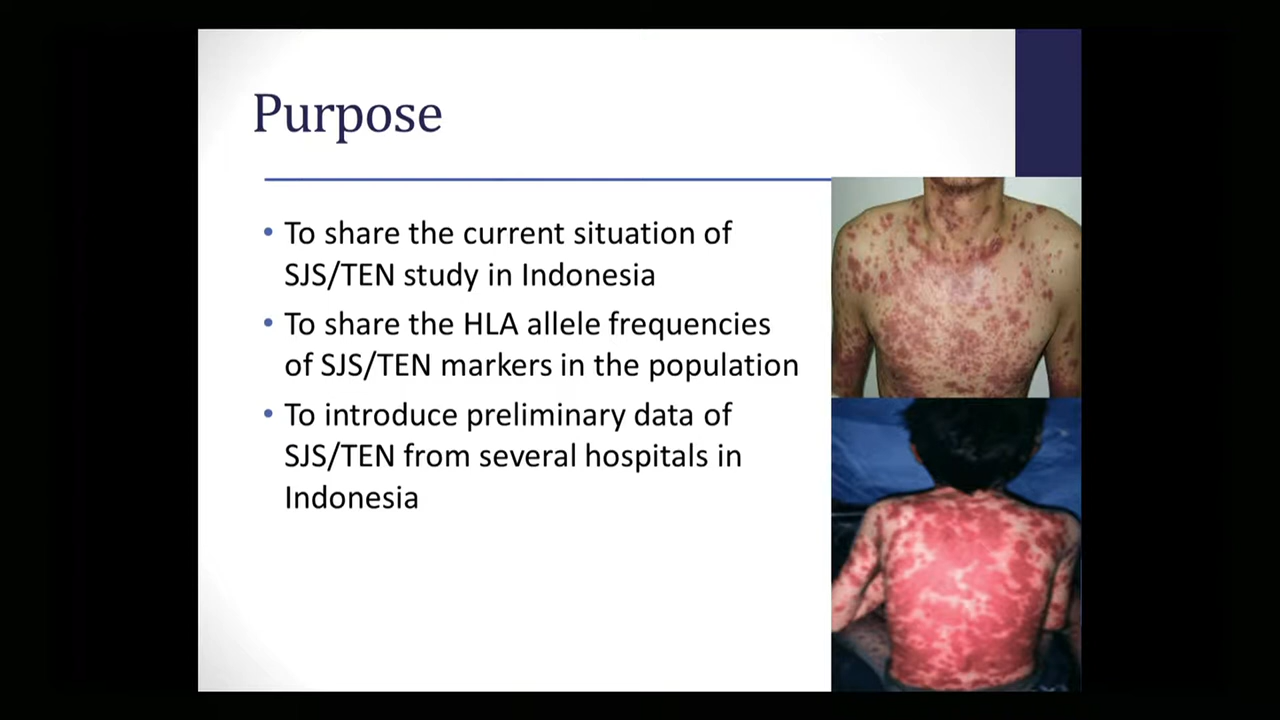 Purpose
• To share the current situation of
SJS/TEN study in Indonesia
• To share the HLA allele frequencies
of SJS/TEN markers in the population
• To introduce preliminary data of
SJS/TEN from several hospitals in
Indonesia